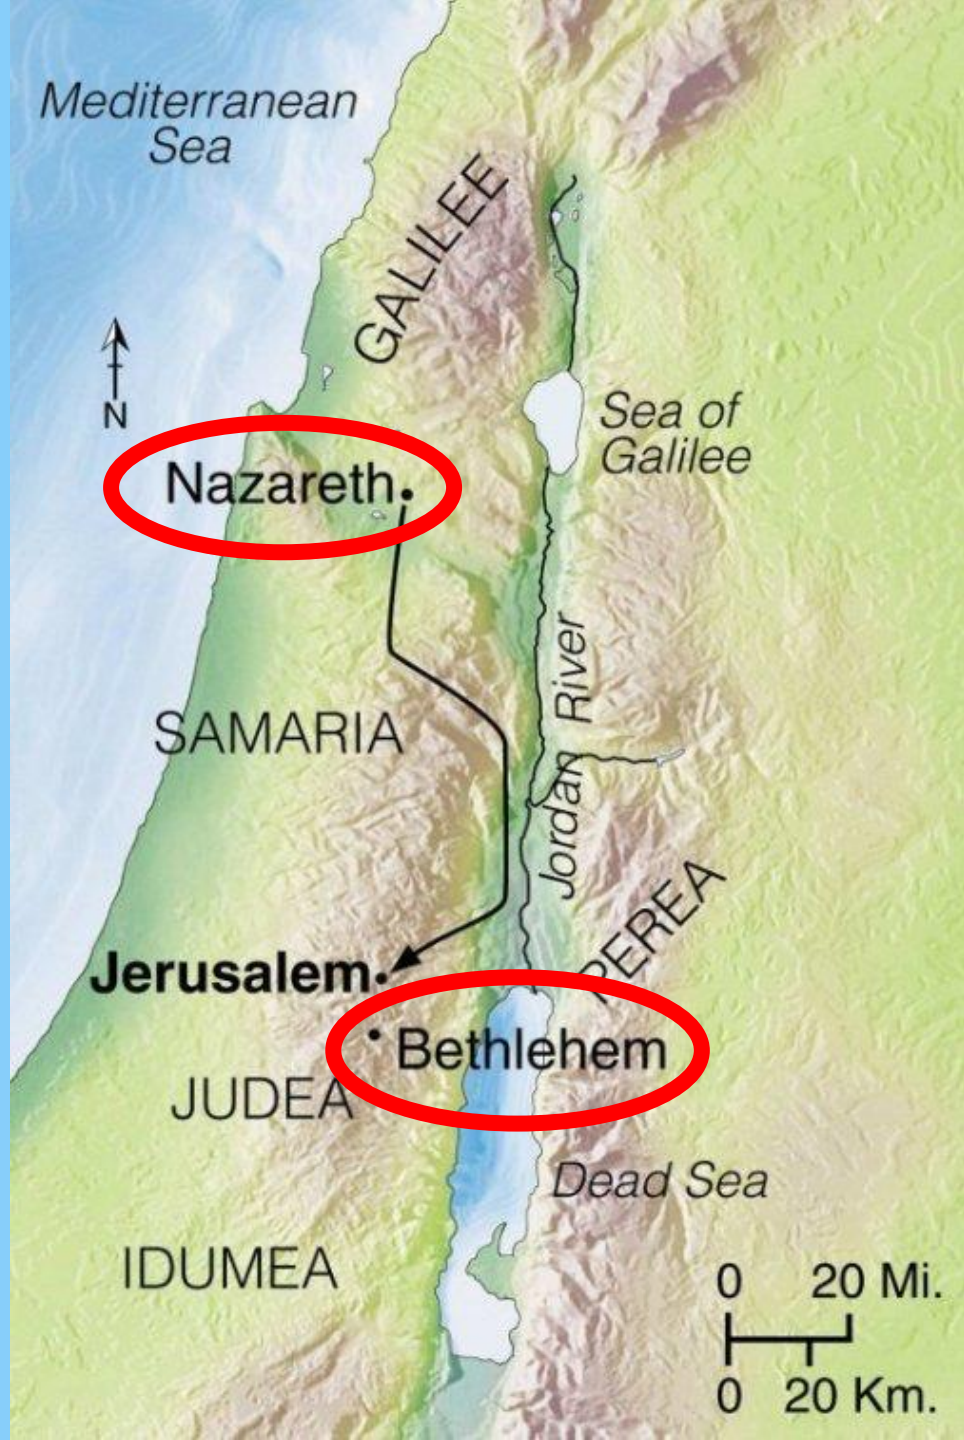 Mediterranean
Sea
GALILEE
N
Sea of
Galilee
Nazareth
Jordan River
SAMARIA
PEREA
Jerusalem
Bethlehem
JUDEA
Dead Sea
IDUMEA
0 20 Mi.
0 20 Km.